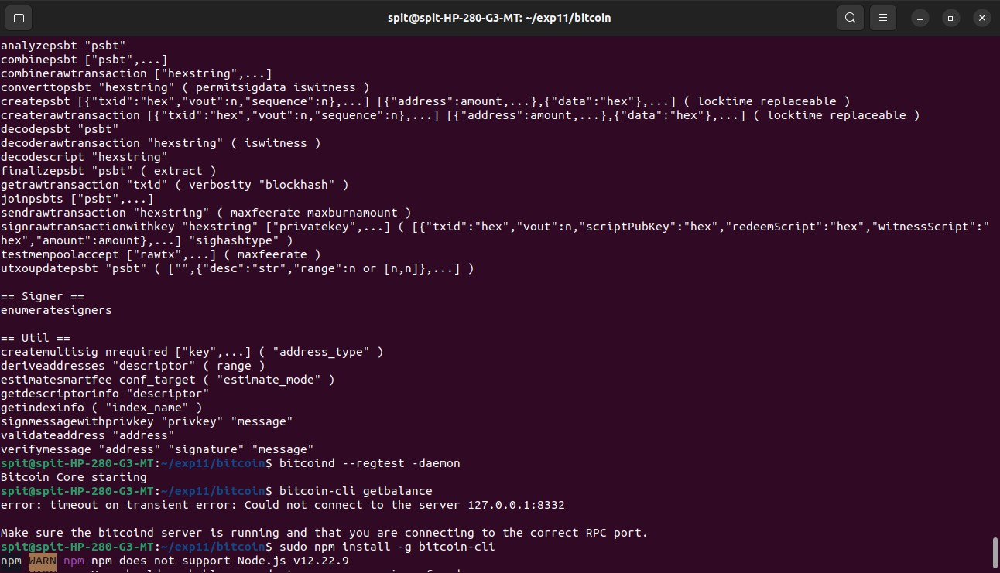 spit@spit-HP-280-G3-MT: ~/exp11/bitcoin
analyzepsbt "psbt"
combinepsbt ["psbt",...]
combinerawtransaction ["hexstring",...]
converttopsbt "hexstring" ( permitsigdata iswitness )
createpsbt [{"txid":"hex","vout":n,"sequence":n},...] [{"address":amount,...},{"data":"hex"},...] ( locktime replaceable )
createrawtransaction [{"txid":"hex","vout":n,"sequence":n},...] [{"address":amount,...},{"data":"hex"},...] ( locktime replaceable )
decodepsbt "psbt"
decoderawtransaction "hexstring" ( iswitness )
decodescript "hexstring"
finalizepsbt "psbt" ( extract )
getrawtransaction "txid" ( verbosity "blockhash" )
joinpsbts ["psbt",...]
sendrawtransaction "hexstring" ( maxfeerate maxburnamount )
signrawtransactionwithkey "hexstring" ["privatekey",...] ( [{"txid":"hex","vout":n,"scriptPubKey":"hex","redeemScript":"hex","witnessScript":"
hex","amount":amount},...] "sighashtype" )
testmempoolaccept ["rawtx",...] ( maxfeerate )
utxoupdatepsbt "psbt" ( ["",{"desc":"str","range":n or [n,n]},...] )
== Signer ==
enumeratesigners
== Util ==
createmultisig nrequired ["key",...] ( "address_type" )
deriveaddresses "descriptor" ( range )
estimatesmartfee conf_target ( "estimate_mode" )
getdescriptorinfo "descriptor"
getindexinfo ( "index_name" )
signmessagewithprivkey "privkey" "message"
validateaddress "address"
verifymessage "address" "signature" "message"
spit@spit-HP-280-G3-MT:~/exp11/bitcoin$ bitcoind --regtest -daemon
Bitcoin Core starting
spit@spit-HP-280-G3-MT:~/exp11/bitcoin$ bitcoin-cli getbalance
error: timeout on transient error: Could not connect to the server 127.0.0.1:8332
Make sure the bitcoind server is running and that you are connecting to the correct RPC port.
spit@spit-HP-280-G3-MT:~/exp11/bitcoin$ sudo npm install -g bitcoin-cli
npm WARN npm npm does not support Node.js v12.22.9